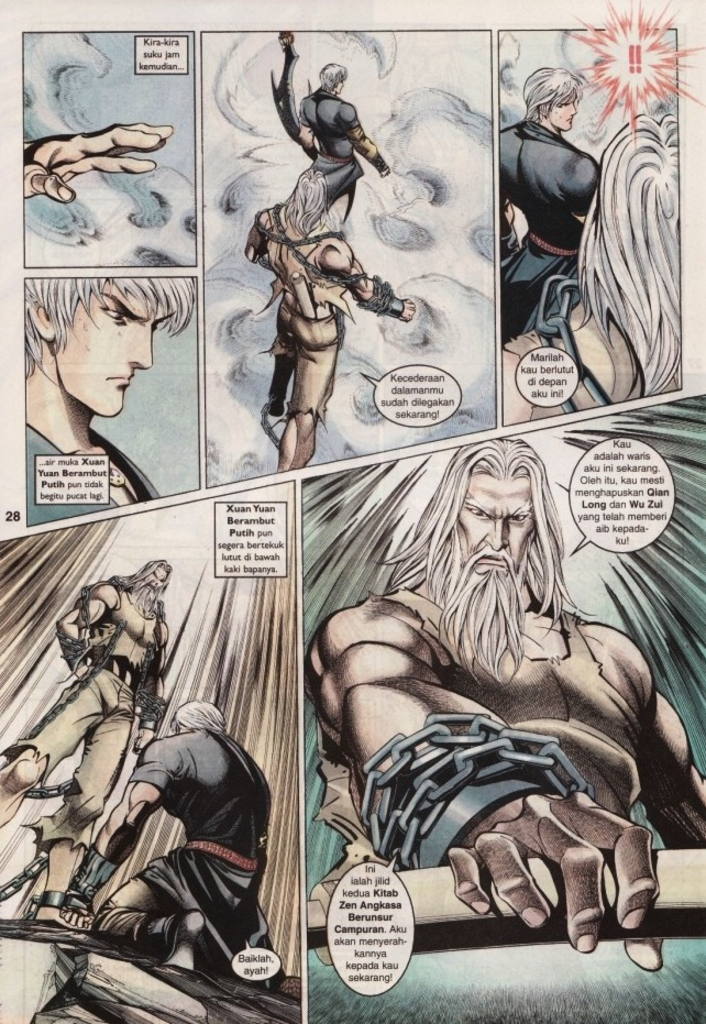 Kira-kira
suku jam
kemudian...
Kecederaan
dalamanmu
sudah dilegakan
sekarang!
!!
Marilah
kau berlutut
di depan
aku ini!
...air muka Xuan
Yuan Berambut
Putih pun tidak
begitu pucat lagi.
28
Xuan Yuan
Berambut
Putih pun
segera bertekuk
lutut di bawah
kaki bapanya.
Baiklah,
ayah!
Kau
adalah waris
aku ini sekarang.
Oleh itu, kau mesti
menghapuskan Qian
Long dan Wu Zui
yang telah memberi
aib kepada-
ku!
Ini
ialah jilid
kedua Kitab
Zen Angkasa
Berunsur
Campuran. Aku
akan menyerah-
kannya
kepada kau
sekarang!